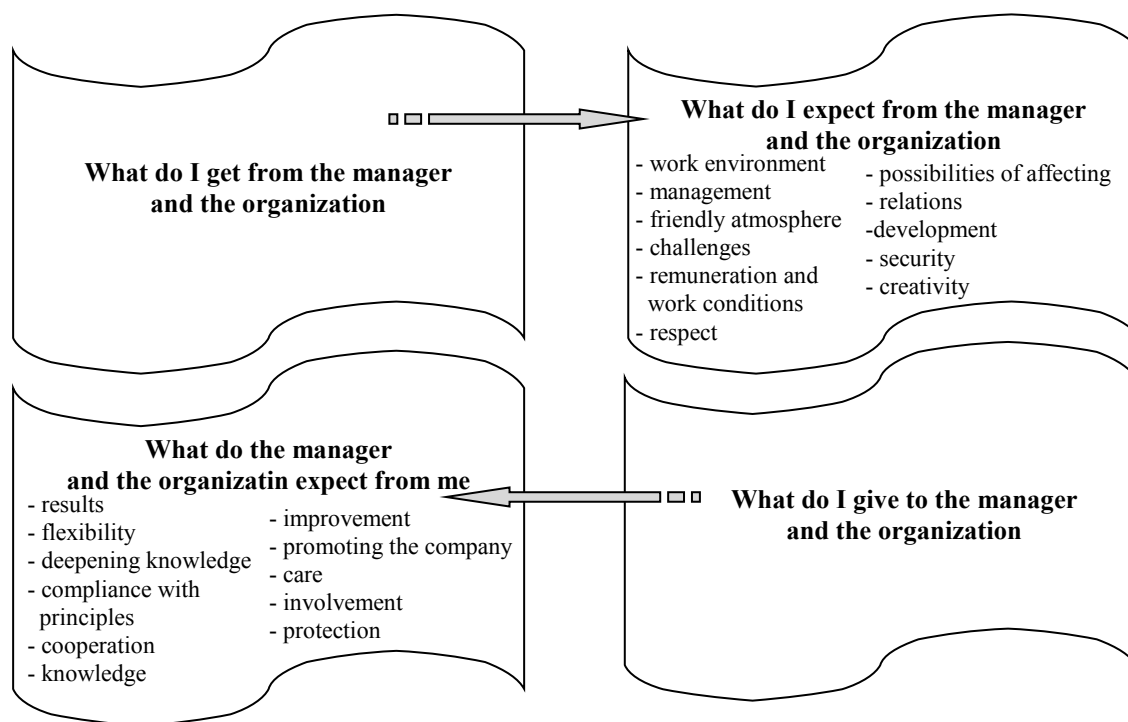 What do I get from the manager
and the organization
What do I expect from the manager
and the organization
- work environment
- management
- friendly atmosphere
- challenges
- remuneration and
work conditions
- respect
- possibilities of affecting
- relations
-development
- security
- creativity
What do the manager
and the organizatin expect from me
- results
- flexibility
- deepening knowledge
- compliance with
principles
- cooperation
- knowledge
- improvement
- promoting the company
- care
- involvement
- protection
What do I give to the manager
and the organization